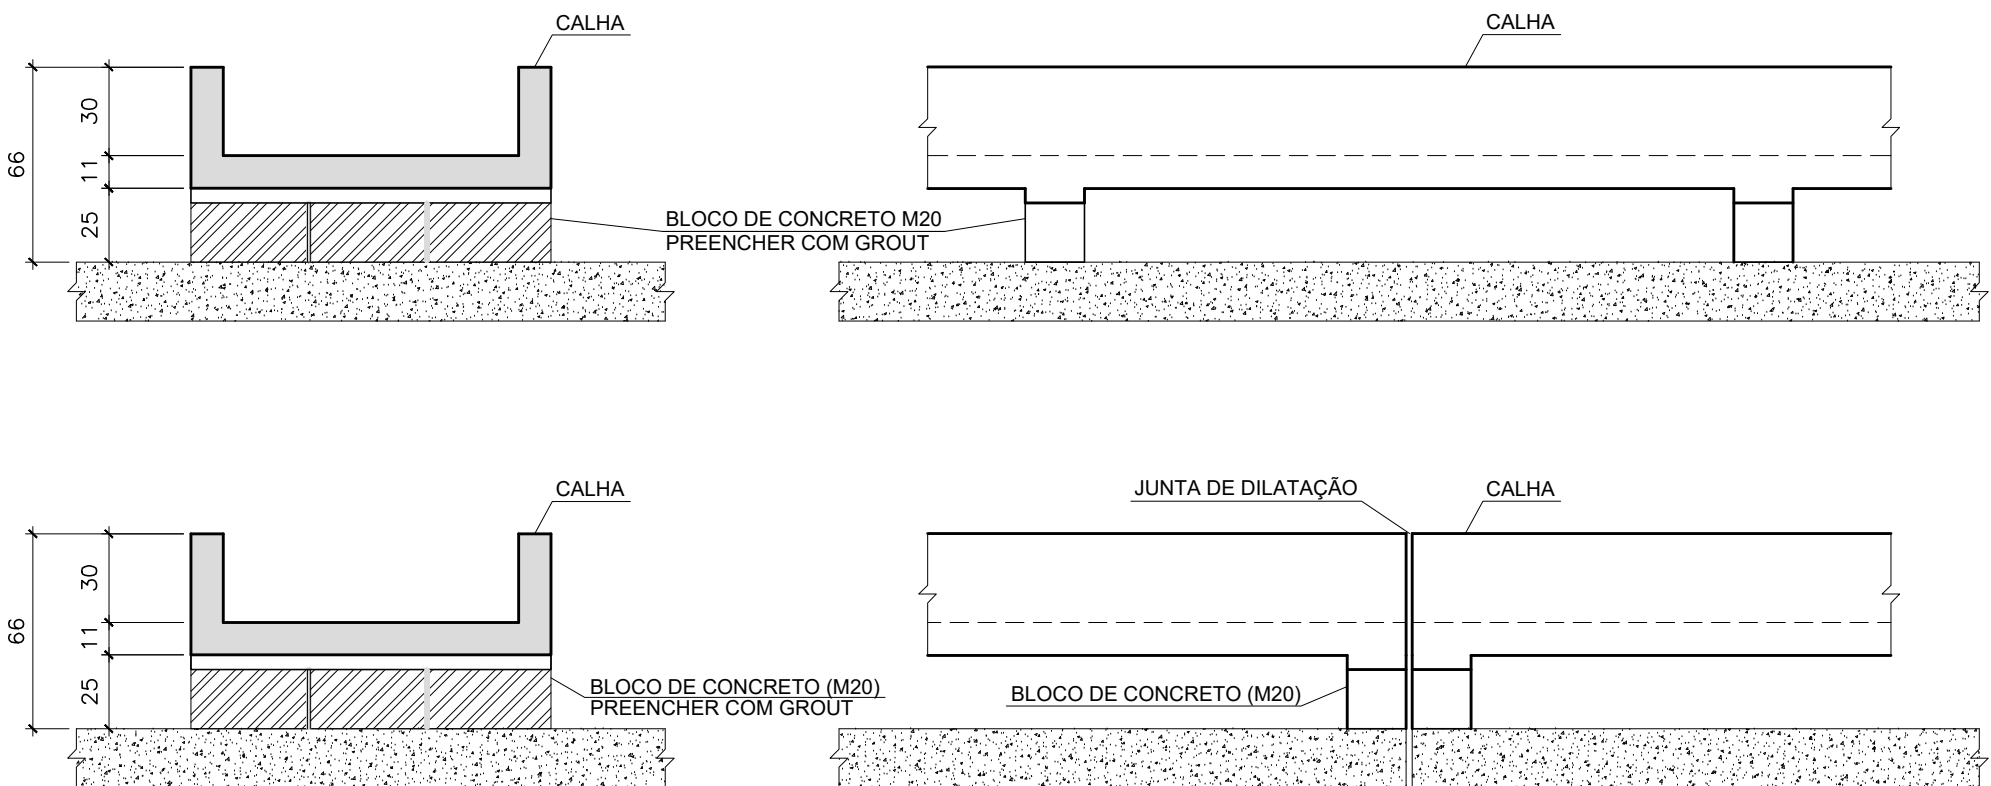 CALHA
CALHA
30
66
11
25
BLOCO DE CONCRETO M20
PREENCHER COM GROUT
CALHA
JUNTA DE DILATAÇÃO
CALHA
30
66
11
25
BLOCO DE CONCRETO (M20)
PREENCHER COM GROUT
BLOCO DE CONCRETO (M20)